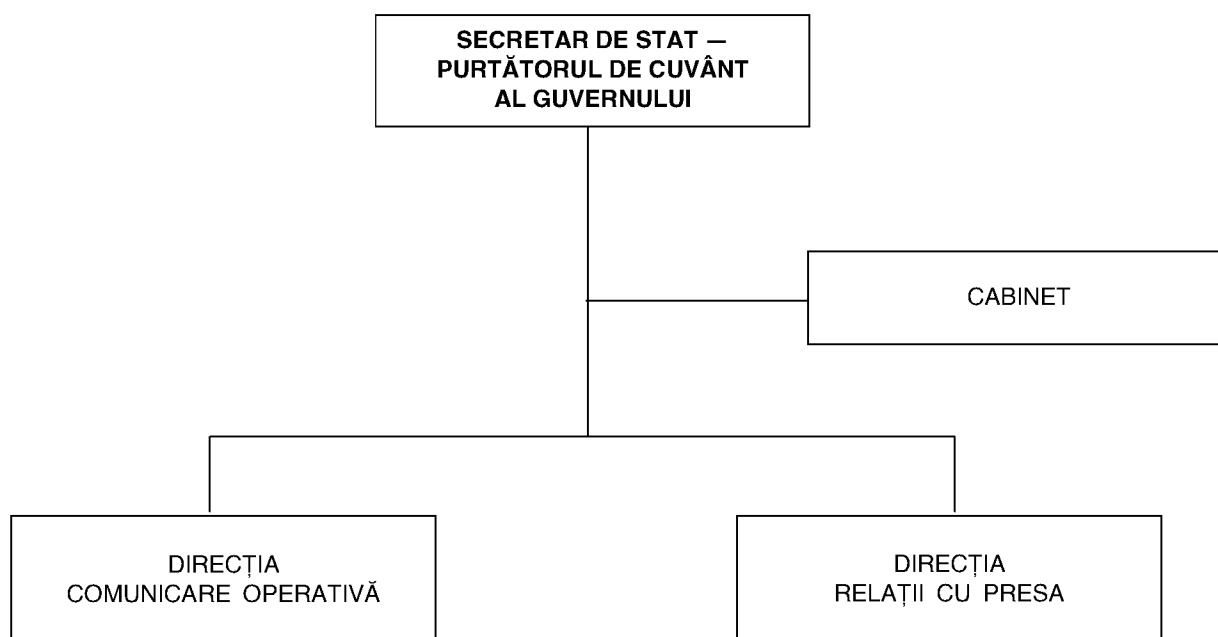 SECRETAR DE STAT —
PURTĂTORUL DE CUVÂNT
AL GUVERNULUI
CABINET
DIRECȚIA
COMUNICARE OPERATIVĂ
DIRECȚIA
RELAȚII CU PRESA